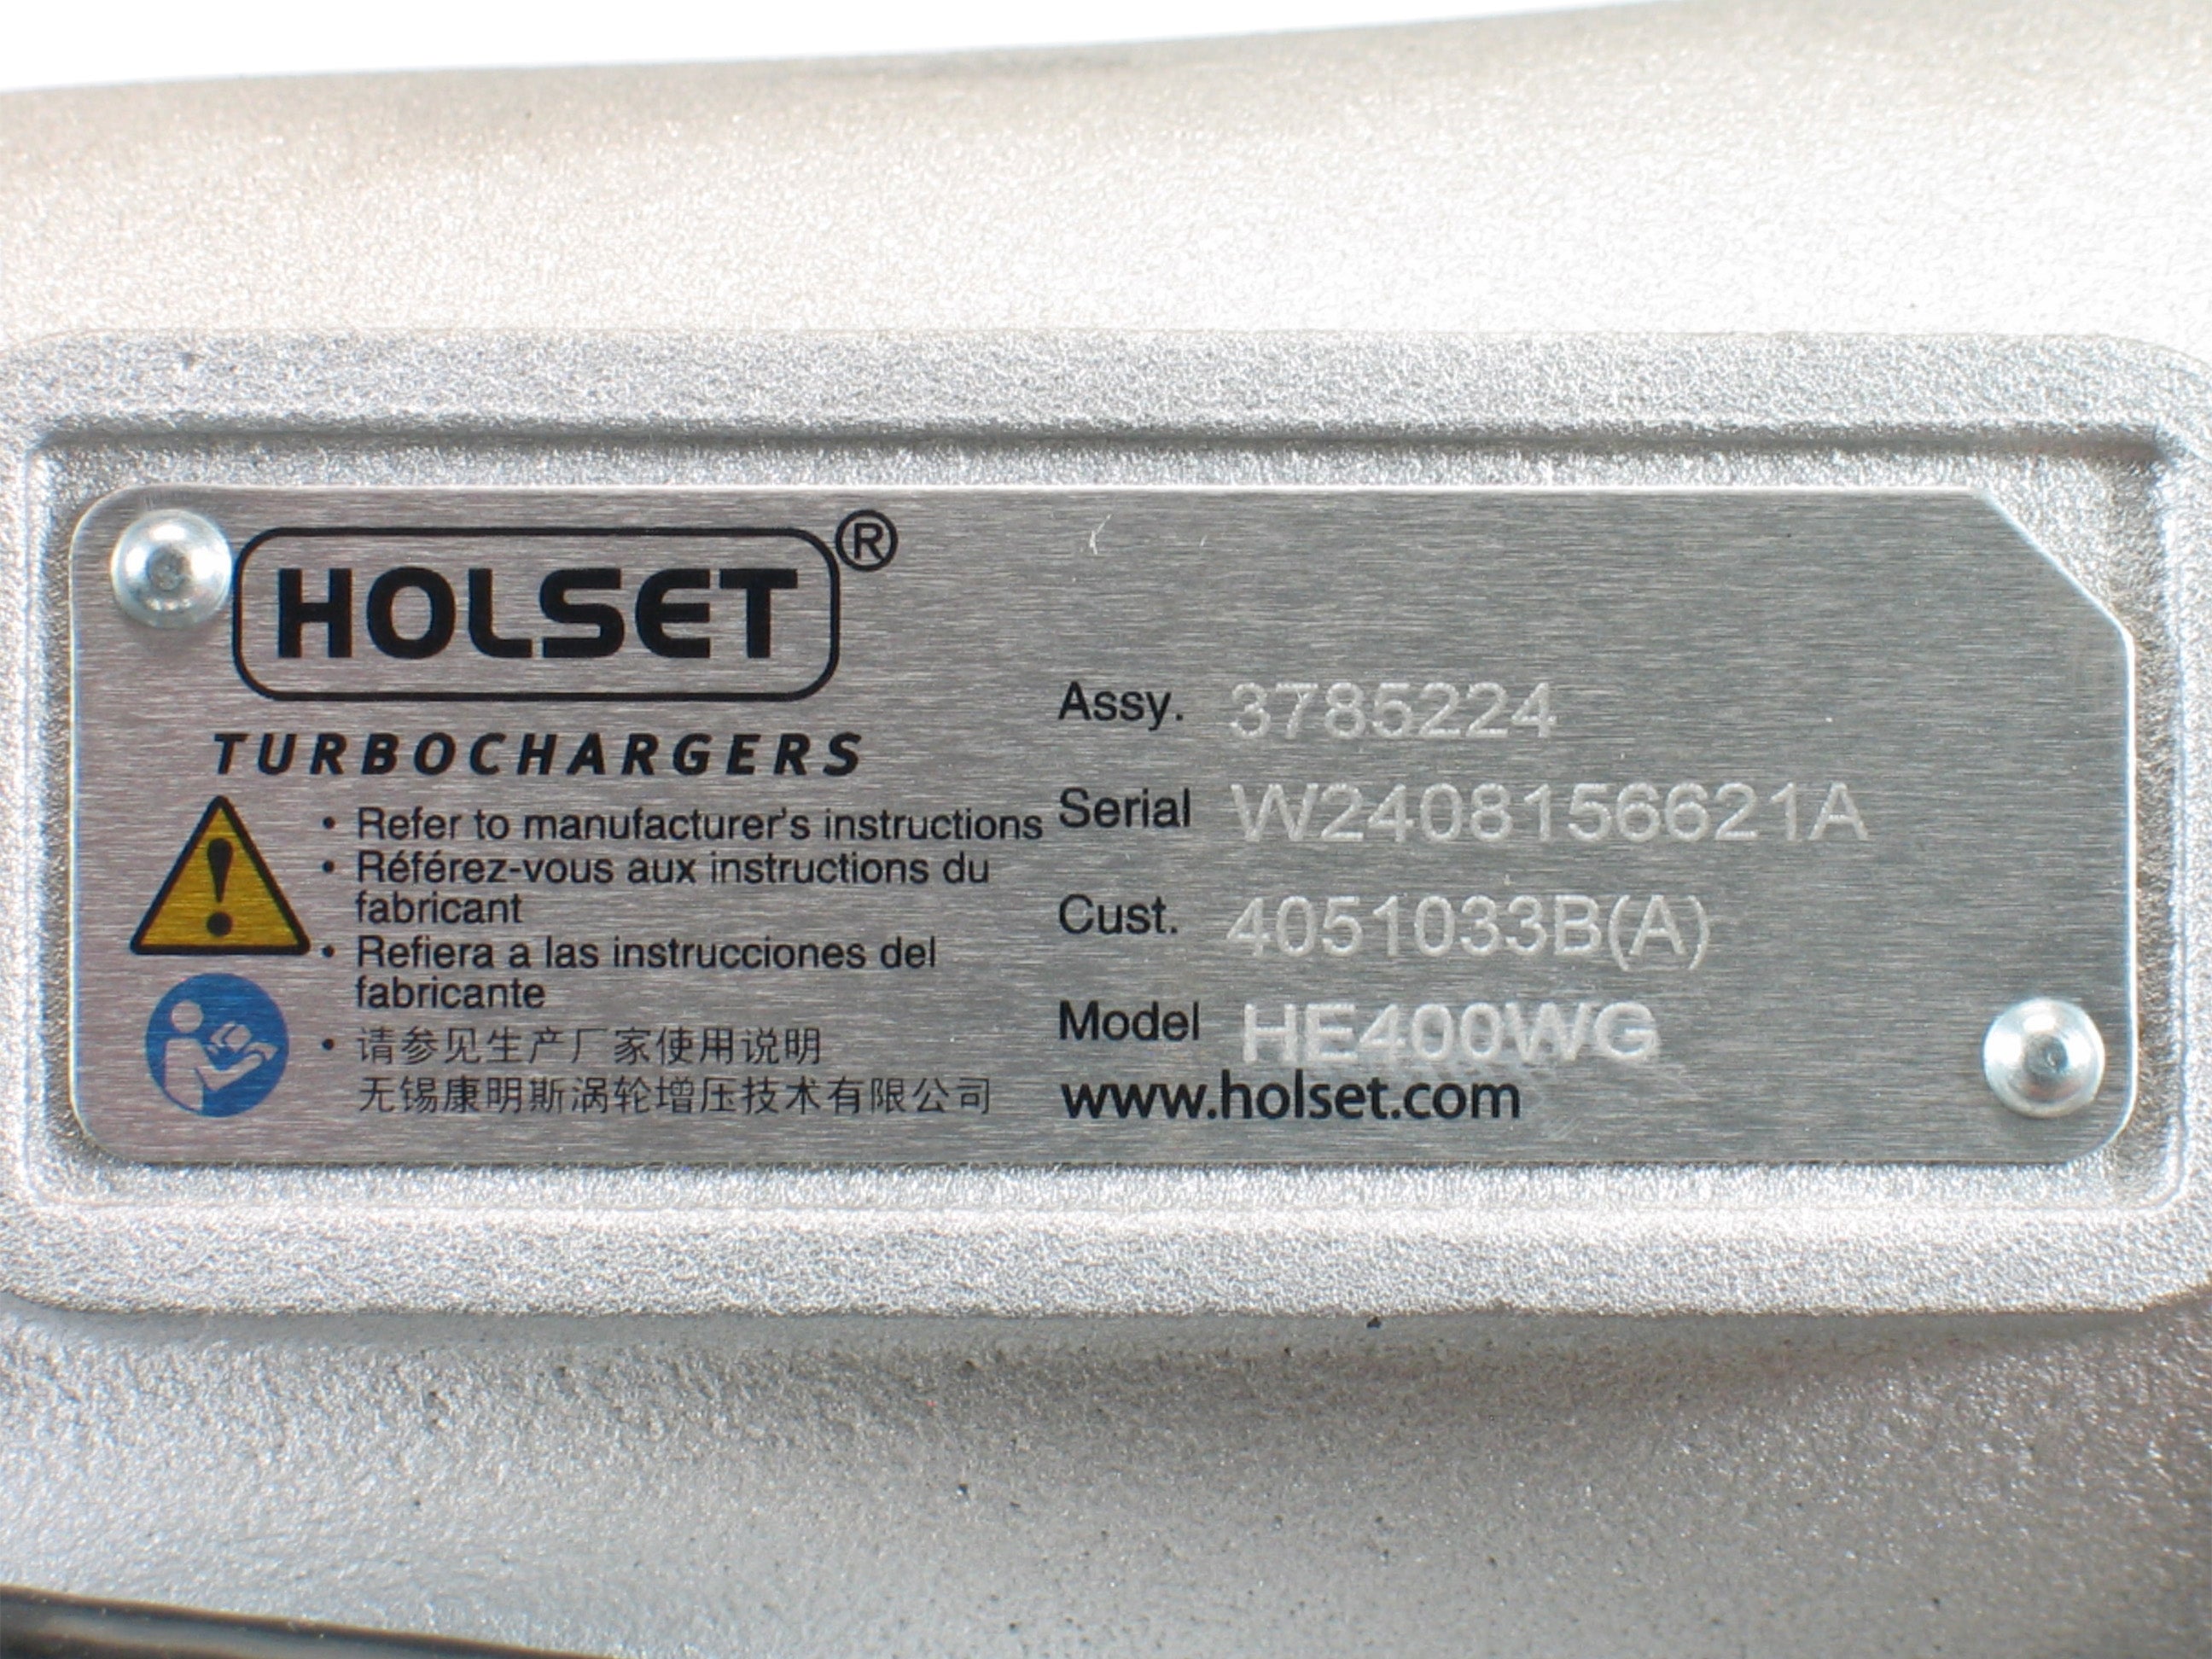 HOLSET®
TURBOCHARGERS
• Refer to manufacturer's instructions
• Référez-vous aux instructions du
fabricant
• Refiera a las instrucciones del
fabricante
• 请参见生产厂家使用说明
无锡康明斯涡轮增压技术有限公司
Assy. 3785224
Serial W2408156621A
Cust. 4051033B(A)
Model HE400WG
www.holset.com